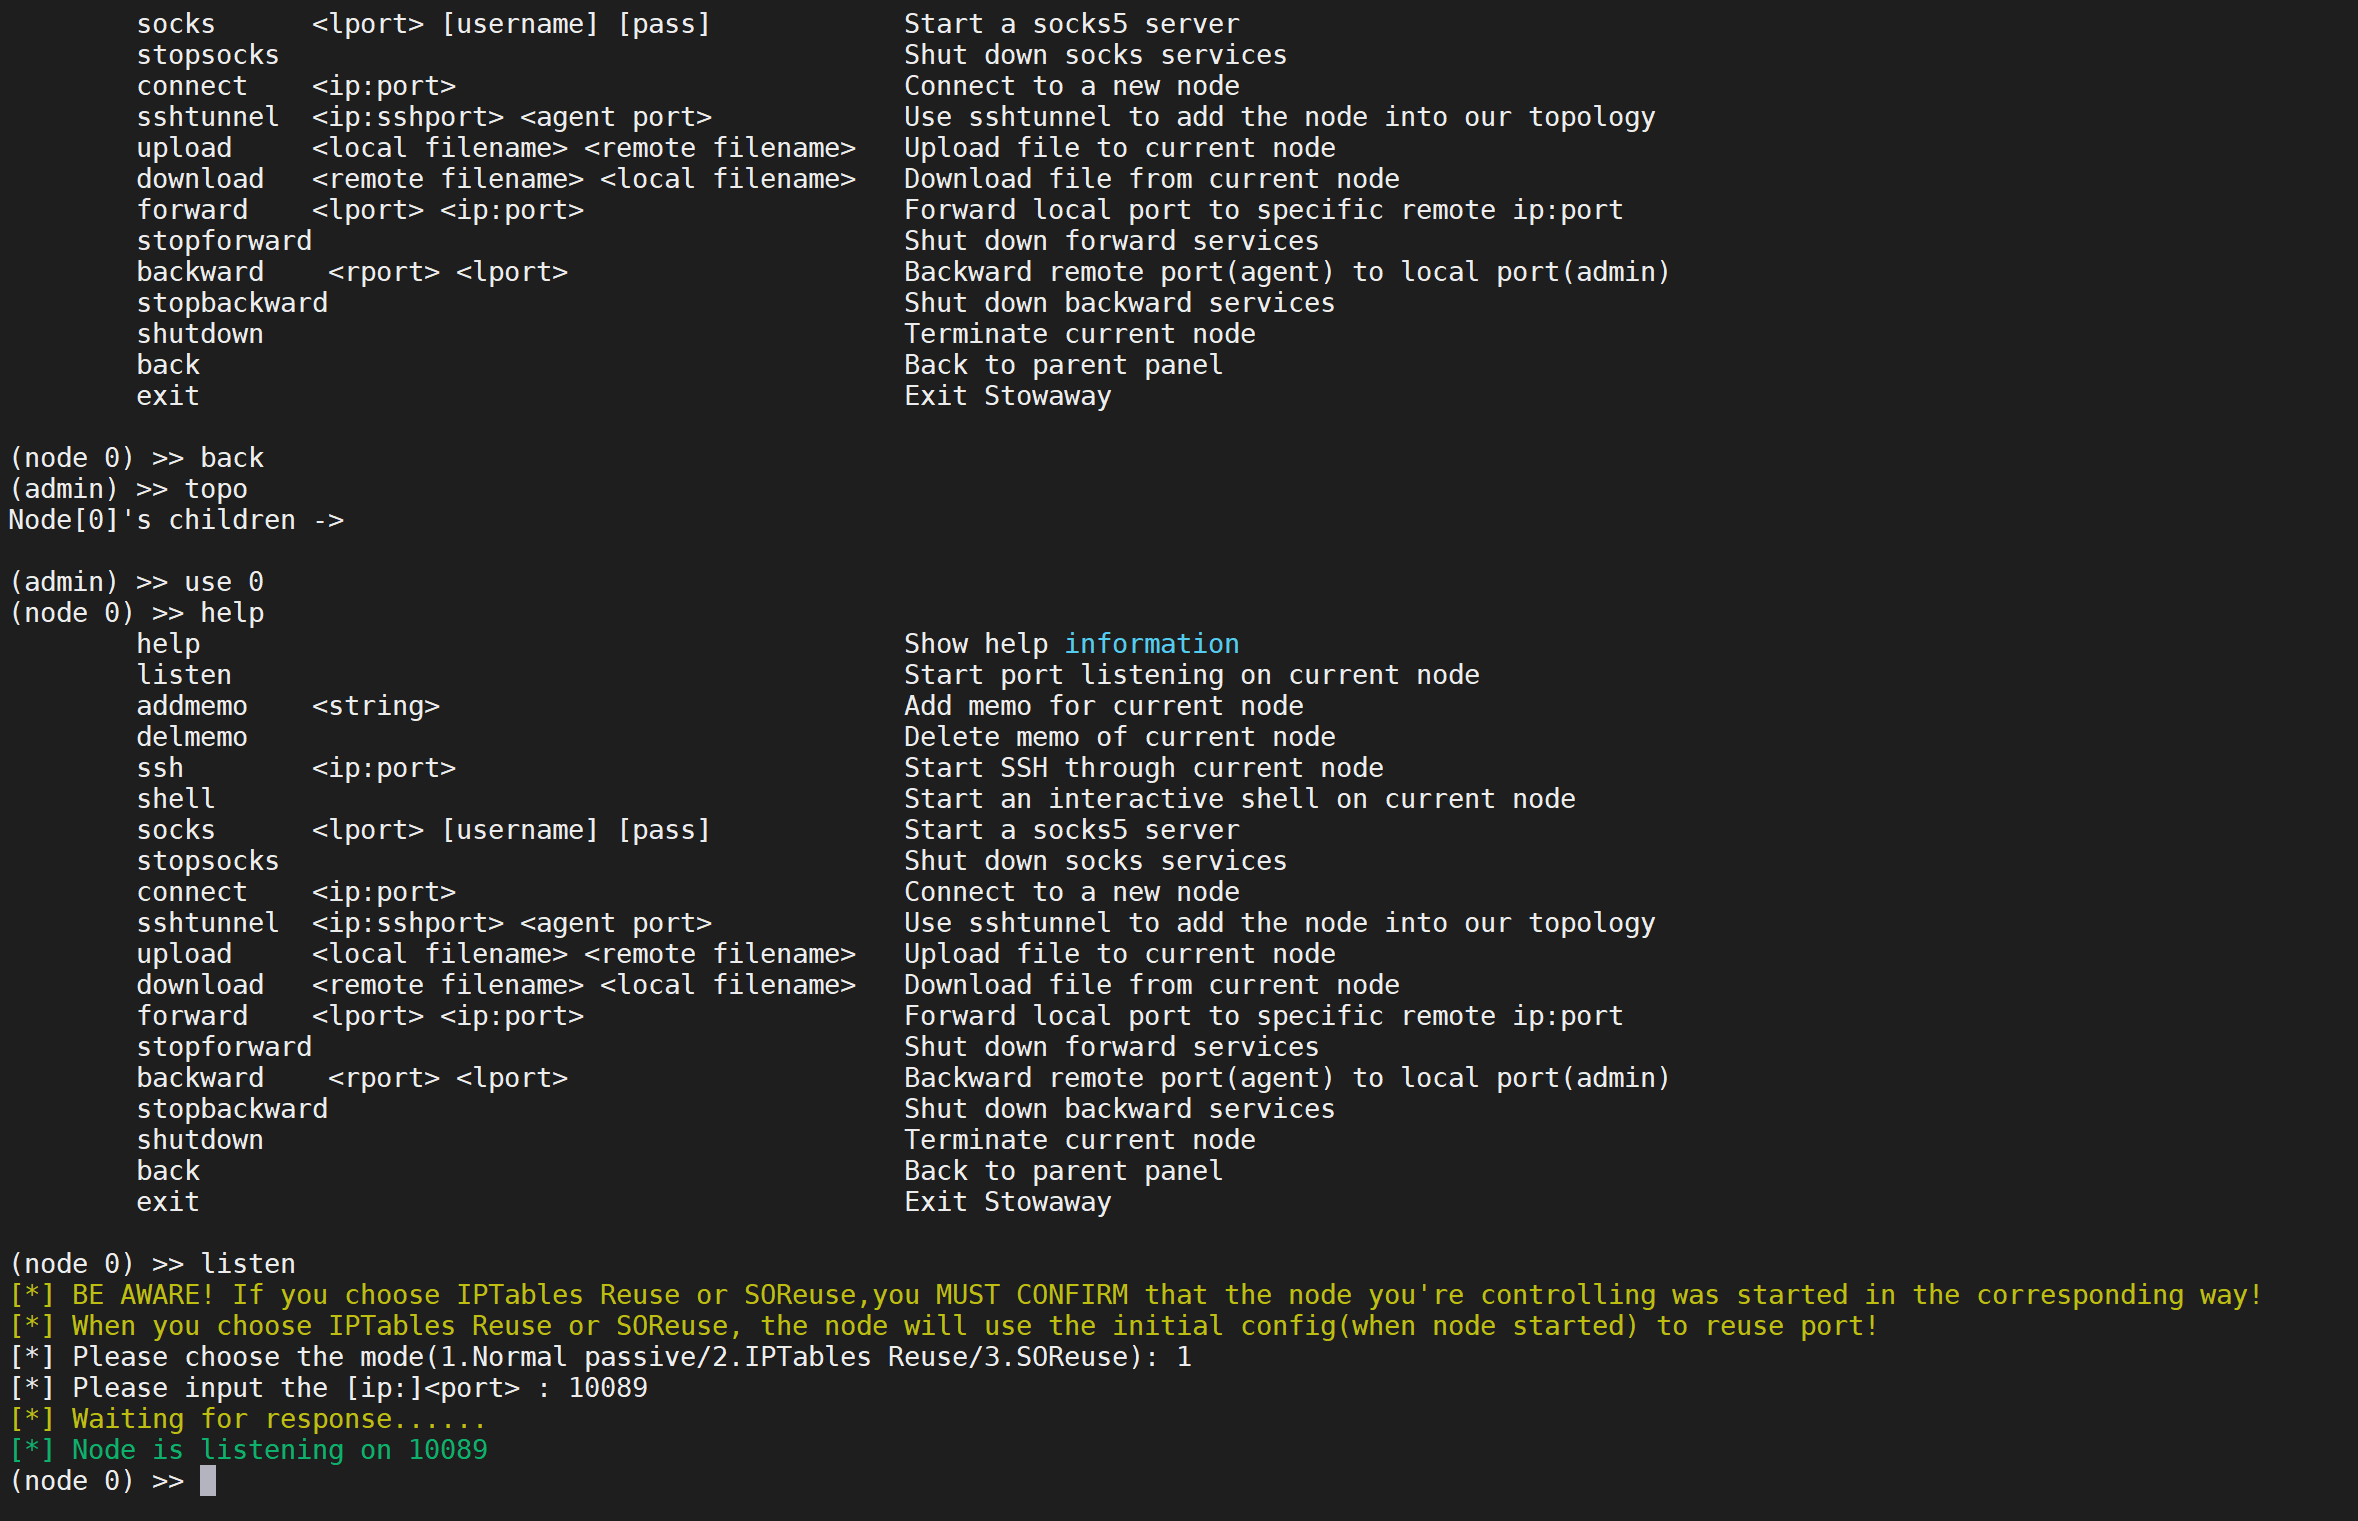 socks      <lport> [username] [pass]            Start a socks5 server
stopsocks                                       Shut down socks services
connect    <ip:port>                            Connect to a new node
sshtunnel  <ip:sshport> <agent port>            Use sshtunnel to add the node into our topology
upload     <local filename> <remote filename>   Upload file to current node
download   <remote filename> <local filename>   Download file from current node
forward    <lport> <ip:port>                    Forward local port to specific remote ip:port
stopforward                                     Shut down forward services
backward    <rport> <lport>                     Backward remote port(agent) to local port(admin)
stopbackward                                    Shut down backward services
shutdown                                        Terminate current node
back                                            Back to parent panel
exit                                            Exit Stowaway
(node 0) >> back
(admin) >> topo
Node[0]'s children ->
(admin) >> use 0
(node 0) >> help
help                                            Show help information
listen                                          Start port listening on current node
addmemo    <string>                             Add memo for current node
delmemo                                         Delete memo of current node
ssh        <ip:port>                            Start SSH through current node
shell                                           Start an interactive shell on current node
socks      <lport> [username] [pass]            Start a socks5 server
stopsocks                                       Shut down socks services
connect    <ip:port>                            Connect to a new node
sshtunnel  <ip:sshport> <agent port>            Use sshtunnel to add the node into our topology
upload     <local filename> <remote filename>   Upload file to current node
download   <remote filename> <local filename>   Download file from current node
forward    <lport> <ip:port>                    Forward local port to specific remote ip:port
stopforward                                     Shut down forward services
backward    <rport> <lport>                     Backward remote port(agent) to local port(admin)
stopbackward                                    Shut down backward services
shutdown                                        Terminate current node
back                                            Back to parent panel
exit                                            Exit Stowaway
(node 0) >> listen
[*] BE AWARE! If you choose IPTables Reuse or SOReuse,you MUST CONFIRM that the node you're controlling was started in the corresponding way!
[*] When you choose IPTables Reuse or SOReuse, the node will use the initial config(when node started) to reuse port!
[*] Please choose the mode(1.Normal passive/2.IPTables Reuse/3.SOReuse): 1
[*] Please input the [ip:]<port> : 10089
[*] Waiting for response......
[*] Node is listening on 10089
(node 0) >>